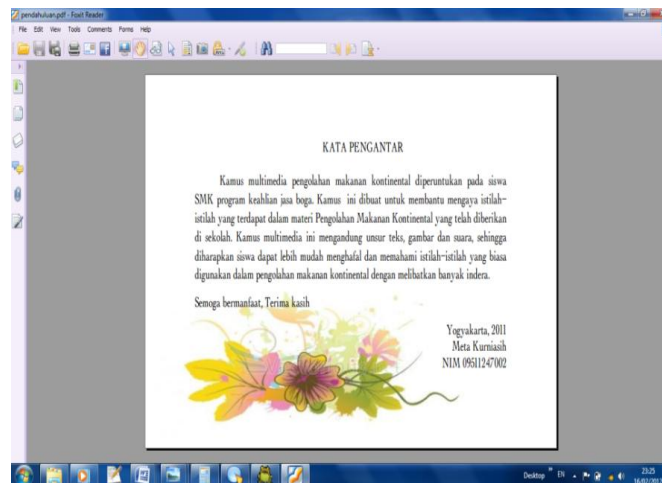 pendahuluan.pdf - Foxit Reader
File Edit View Tools Comments Forms Help
KATA PENGANTAR
Kamus multimedia pengolahan makanan kontinental diperuntukan pada siswa
SMK program keahlian jasa boga. Kamus ini dibuat untuk membantu mengaya istilah-
istilah yang terdapat dalam materi Pengolahan Makanan Kontinental yang telah diberikan
di sekolah. Kamus multimedia ini mengandung unsur teks, gambar dan suara, sehingga
diharapkan siswa dapat lebih mudah menghafal dan memahami istilah-istilah yang biasa
digunakan dalam pengolahan makanan kontinental dengan melibatkan banyak indera.
Semoga bermanfaat, Terima kasih
Yogyakarta, 2011
Meta Kurniasih
NIM 09511247002
Desktop EN 23:25
16/02/2012